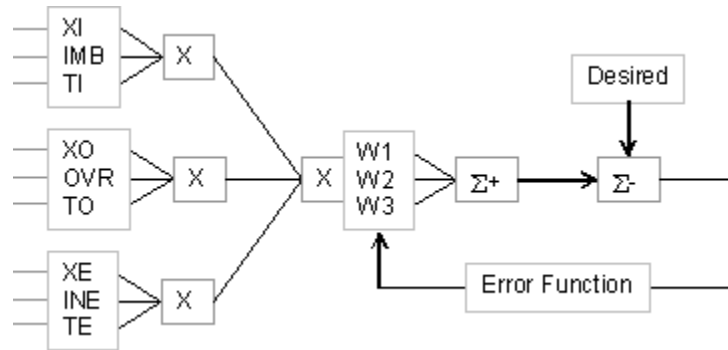 XI
IMB
TI
X
XO
OVR
TO
X
XE
INE
TE
X
X
W1
W2
W3
Σ+
Σ-
Desired
Error Function